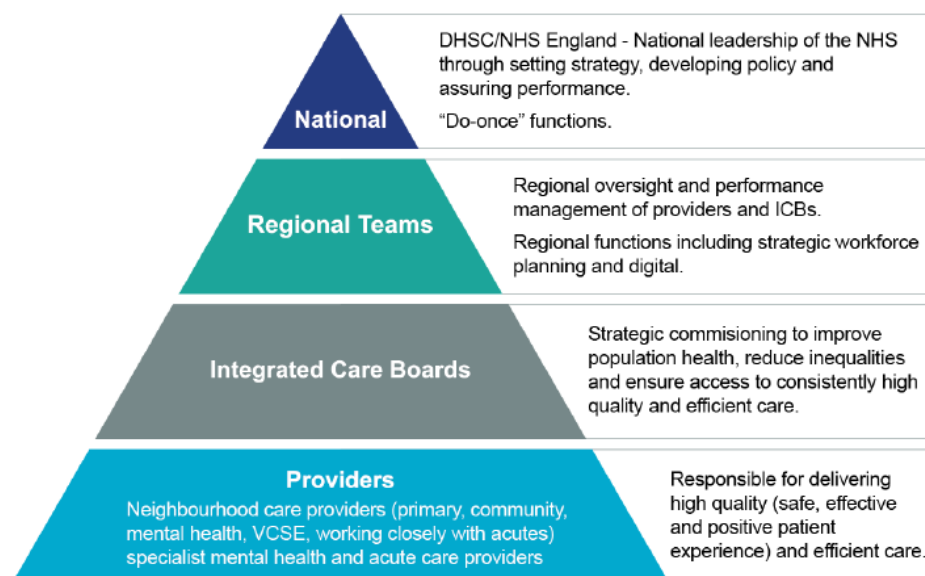 DHSC/NHS England - National leadership of the NHS
through setting strategy, developing policy and
assuring performance.
“Do-once” functions.
National
Regional oversight and performance
management of providers and ICBs.
Regional functions including strategic workforce
planning and digital.
Regional Teams
Strategic commisioning to improve
population health, reduce inequalities
and ensure access to consistently high
quality and efficient care.
Integrated Care Boards
Providers
Neighbourhood care providers (primary, community,
mental health, VCSE, working closely with acutes)
specialist mental health and acute care providers
Responsible for delivering
high quality (safe, effective
and positive patient
experience) and efficient care.